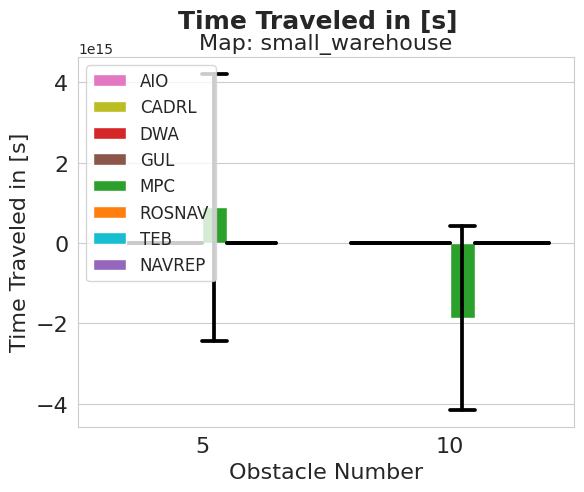 Time Traveled in [s]
Map: small_warehouse
1e15
Time Traveled in [s]
4
2
0
−2
−4
AIO
CADRL
DWA
GUL
MPC
ROSNAV
TEB
NAVREP
5
10
Obstacle Number